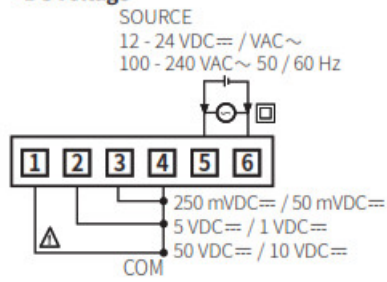 SOURCE
12 - 24 VDC⎓ / VAC～
100 - 240 VAC～ 50 / 60 Hz
1 2 3 4 5 6
250 mVDC⎓ / 50 mVDC⎓
5 VDC⎓ / 1 VDC⎓
50 VDC⎓ / 10 VDC⎓
COM